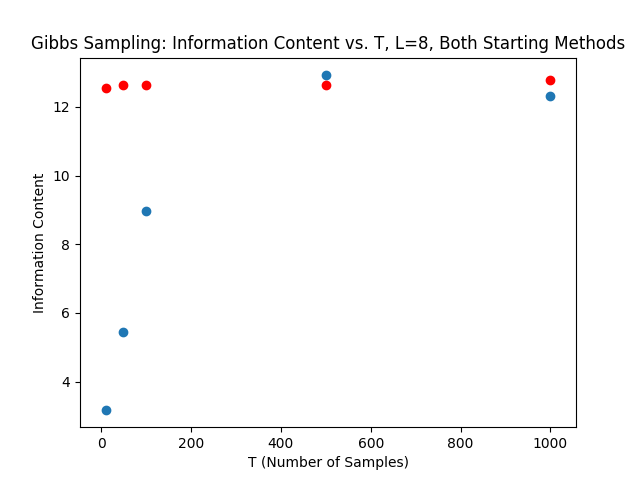 Gibbs Sampling: Information Content vs. T, L=8, Both Starting Methods
12
10
8
6
4
Information Content
0 200 400 600 800 1000
T (Number of Samples)